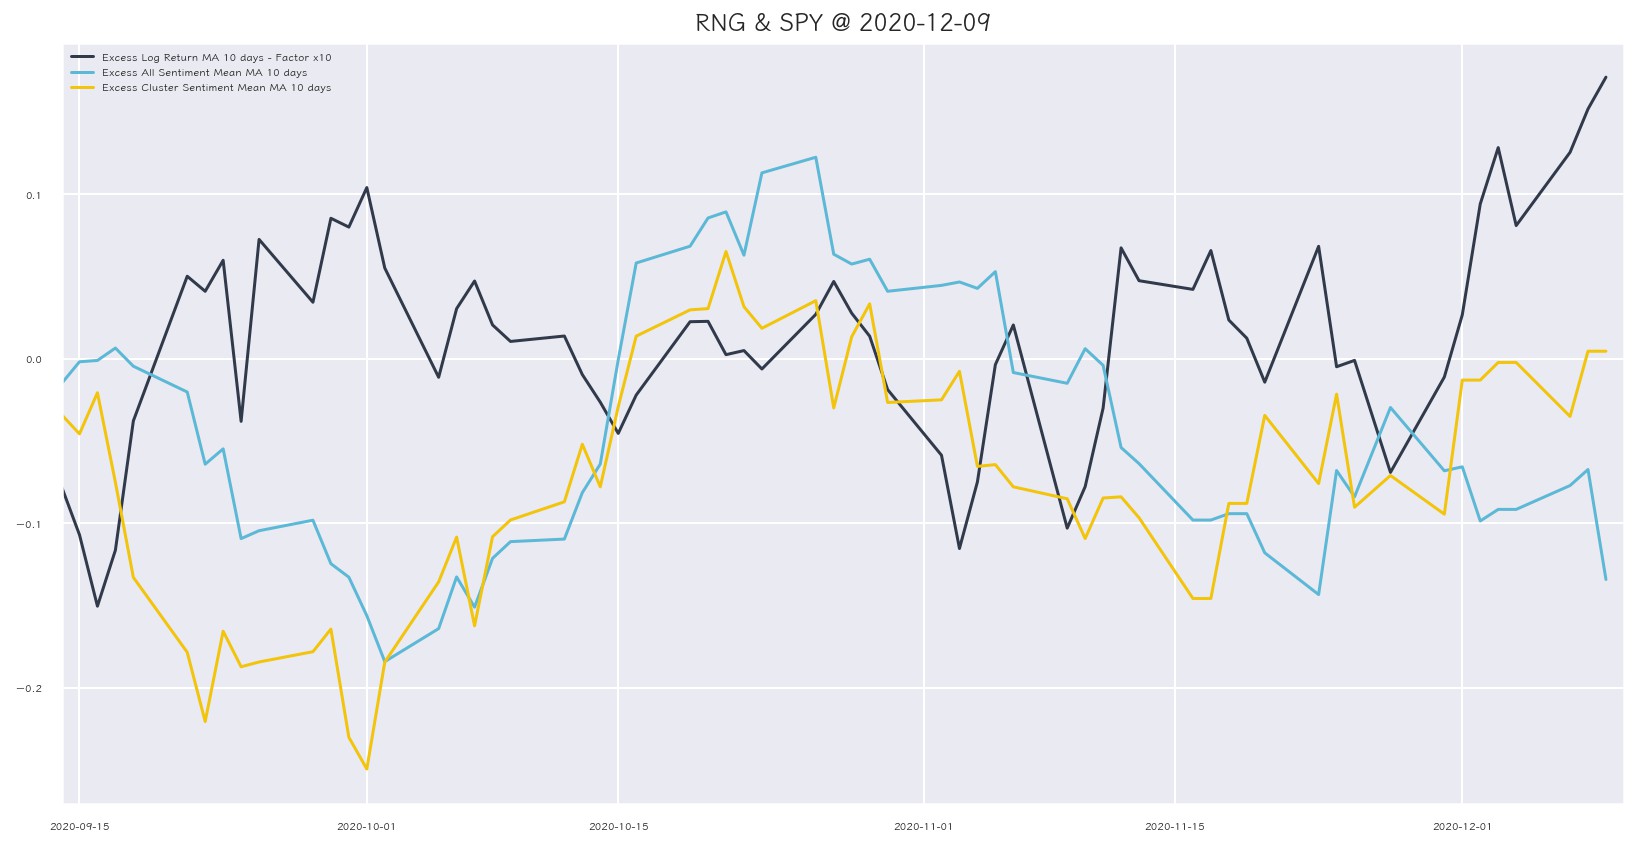 RNG & SPY @ 2020-12-09
Excess Log Return MA 10 days - Factor x10
Excess All Sentiment Mean MA 10 days
Excess Cluster Sentiment Mean MA 10 days
0.1
0.0
−0.1
−0.2
2020-09-15 2020-10-01 2020-10-15 2020-11-01 2020-11-15 2020-12-01